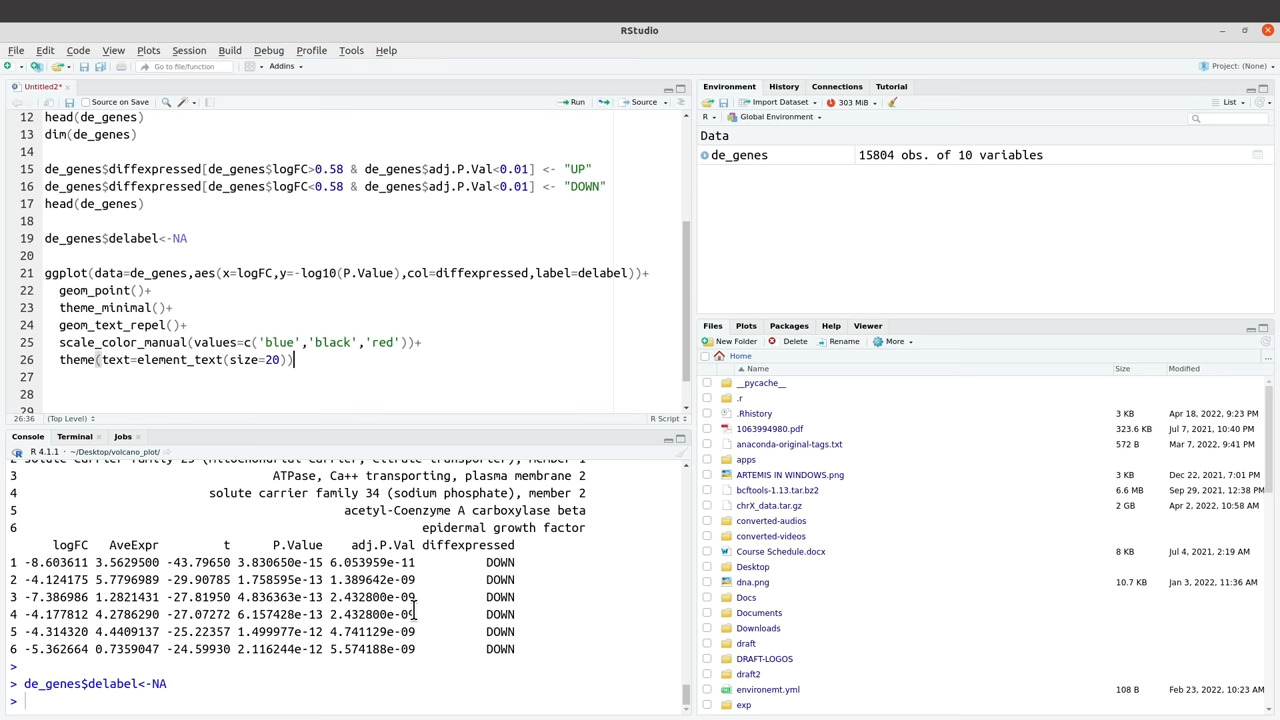 RStudio
File Edit Code View Plots Session Build Debug Profile Tools Help
Go to file/function Addins Project: (None)
Untitled2*
Source on Save Run Source
12 head(de_genes)
13 dim(de_genes)
14
15 de_genes$diffexpressed[de_genes$logFC>0.58 & de_genes$adj.P.Val<0.01] <- "UP"
16 de_genes$diffexpressed[de_genes$logFC<0.58 & de_genes$adj.P.Val<0.01] <- "DOWN"
17 head(de_genes)
18
19 de_genes$delabel<-NA
20
21 ggplot(data=de_genes,aes(x=logFC,y=-log10(P.Value),col=diffexpressed,label=delabel))+
22 geom_point()+
23 theme_minimal()+
24 geom_text_repel()+
25 scale_color_manual(values=c('blue','black','red'))+
26 theme(text=element_text(size=20))
27
28
29
26:36 (Top Level) R Script
Console Terminal Jobs
R 4.1.1 · ~/Desktop/volcano_plot/
2 solute carrier family 25 (mitochondrial carrier, citrate transporter), member 1
3 ATPase, Ca++ transporting, plasma membrane 2
4 solute carrier family 34 (sodium phosphate), member 2
5 acetyl-Coenzyme A carboxylase beta
6 epidermal growth factor
logFC AveExpr t P.Value adj.P.Val diffexpressed
1 -8.603611 3.5629500 -43.79650 3.830650e-15 6.053959e-11 DOWN
2 -4.124175 5.7796989 -29.90785 1.758593e-13 1.389642e-09 DOWN
3 -7.386986 1.2821431 -27.81950 4.836363e-13 2.432800e-09 DOWN
4 -4.177812 4.2786290 -27.07272 6.157428e-13 2.432800e-09 DOWN
5 -4.314320 4.4409137 -25.22357 1.499977e-12 4.741129e-09 DOWN
6 -5.362664 0.7359047 -24.59930 2.116244e-12 5.574188e-09 DOWN
>
> de_genes$delabel<-NA
>
Environment History Connections Tutorial
Import Dataset 303 MiB List
R Global Environment
Data
de_genes 15804 obs. of 10 variables
Files Plots Packages Help Viewer
New Folder Delete Rename More
Home ...
Name Size Modified
__pycache__
.r
.Rhistory 3 KB Apr 18, 2022, 9:23 PM
1063994980.pdf 323.6 KB Jul 7, 2021, 10:40 PM
anaconda-original-tags.txt 572 B Mar 7, 2022, 9:41 PM
apps
ARTEMIS IN WINDOWS.png 3 KB Dec 22, 2021, 7:01 PM
bcftools-1.13.tar.bz2 6.6 MB Sep 29, 2021, 12:38 PM
chrX_data.tar.gz 2 GB Apr 2, 2022, 10:58 AM
converted-audios
converted-videos
Course Schedule.docx 8 KB Jul 4, 2021, 2:19 AM
Desktop
dna.png 10.7 KB Jan 3, 2022, 11:36 AM
Docs
Documents
Downloads
draft
DRAFT-LOGOS
draft2
environemt.yml 108 B Feb 23, 2022, 10:23 AM
exp